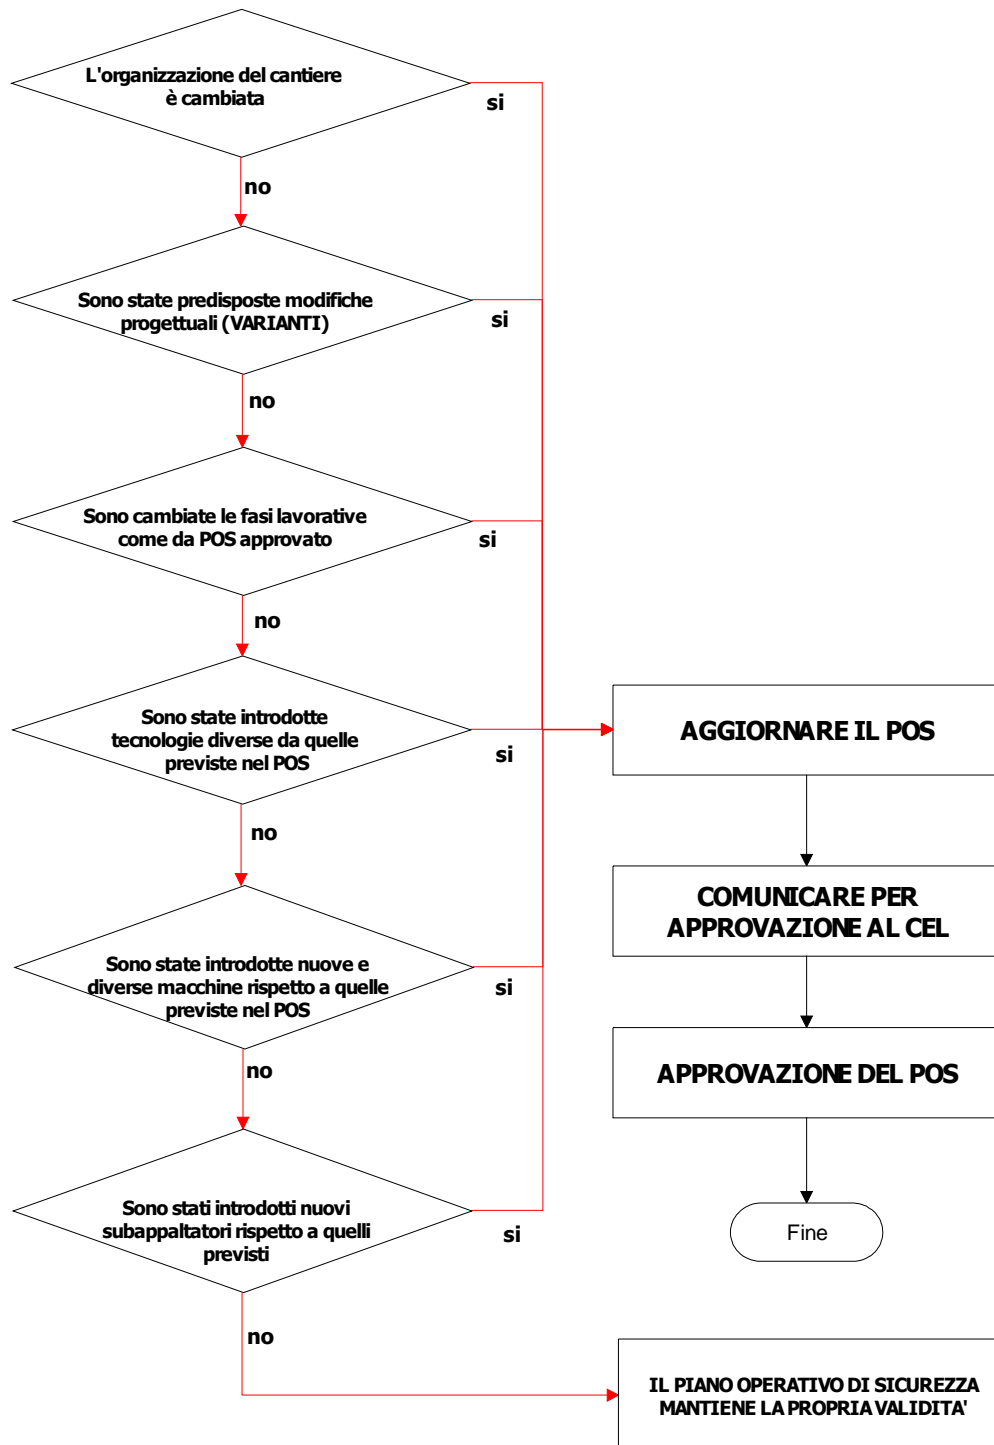 L'organizzazione del cantiere
è cambiata
si
no
Sono state predisposte modifiche
progettuali (VARIANTI)
si
no
Sono cambiate le fasi lavorative
come da POS approvato
si
no
Sono state introdotte
tecnologie diverse da quelle
previste nel POS
si
no
AGGIORNARE IL POS
COMUNICARE PER
APPROVAZIONE AL CEL
Sono state introdotte nuove e
diverse macchine rispetto a quelle
previste nel POS
si
no
APPROVAZIONE DEL POS
Sono stati introdotti nuovi
subappaltatori rispetto a quelli
previsti
si
no
Fine
IL PIANO OPERATIVO DI SICUREZZA
MANTIENE LA PROPRIA VALIDITA'